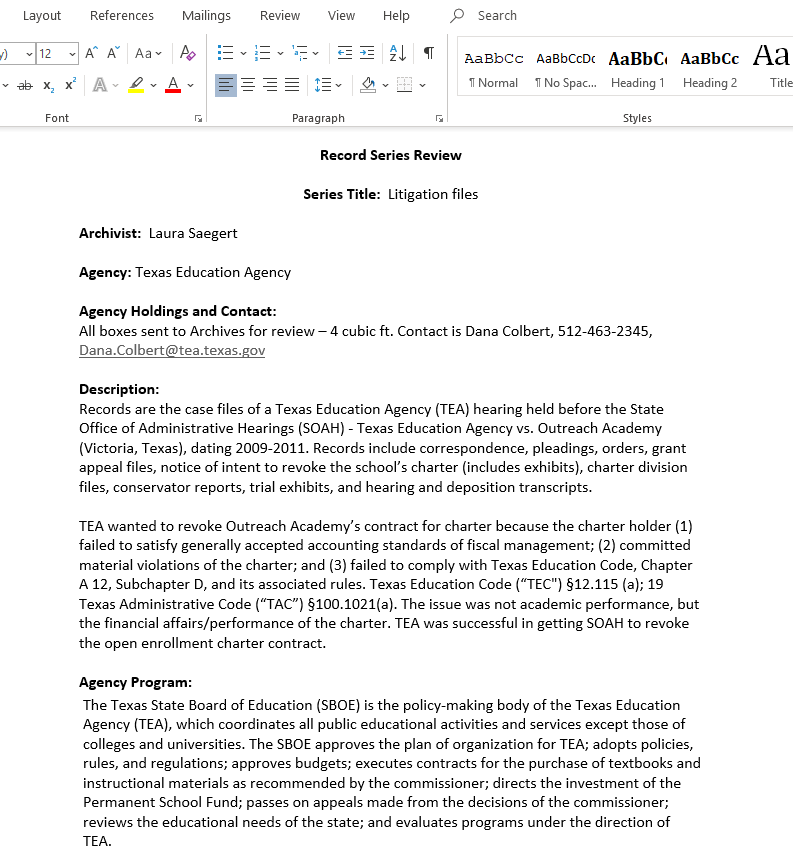 Layout References Mailings Review View Help Search
y) 12 A A Aa A A Z ¶ AaBbCc AaBbCcDc AaBbC AaBbCc Aa
ab x₂ x² A A ¶ Normal ¶ No Spac... Heading 1 Heading 2 Title
Font Paragraph Styles
Record Series Review
Series Title: Litigation files
Archivist: Laura Saegert
Agency: Texas Education Agency
Agency Holdings and Contact:
All boxes sent to Archives for review – 4 cubic ft. Contact is Dana Colbert, 512-463-2345,
Dana.Colbert@tea.texas.gov
Description:
Records are the case files of a Texas Education Agency (TEA) hearing held before the State
Office of Administrative Hearings (SOAH) - Texas Education Agency vs. Outreach Academy
(Victoria, Texas), dating 2009-2011. Records include correspondence, pleadings, orders, grant
appeal files, notice of intent to revoke the school’s charter (includes exhibits), charter division
files, conservator reports, trial exhibits, and hearing and deposition transcripts.
TEA wanted to revoke Outreach Academy’s contract for charter because the charter holder (1)
failed to satisfy generally accepted accounting standards of fiscal management; (2) committed
material violations of the charter; and (3) failed to comply with Texas Education Code, Chapter
A 12, Subchapter D, and its associated rules. Texas Education Code (“TEC") §12.115 (a); 19
Texas Administrative Code (“TAC”) §100.1021(a). The issue was not academic performance, but
the financial affairs/performance of the charter. TEA was successful in getting SOAH to revoke
the open enrollment charter contract.
Agency Program:
The Texas State Board of Education (SBOE) is the policy-making body of the Texas Education
Agency (TEA), which coordinates all public educational activities and services except those of
colleges and universities. The SBOE approves the plan of organization for TEA; adopts policies,
rules, and regulations; approves budgets; executes contracts for the purchase of textbooks and
instructional materials as recommended by the commissioner; directs the investment of the
Permanent School Fund; passes on appeals made from the decisions of the commissioner;
reviews the educational needs of the state; and evaluates programs under the direction of
TEA.